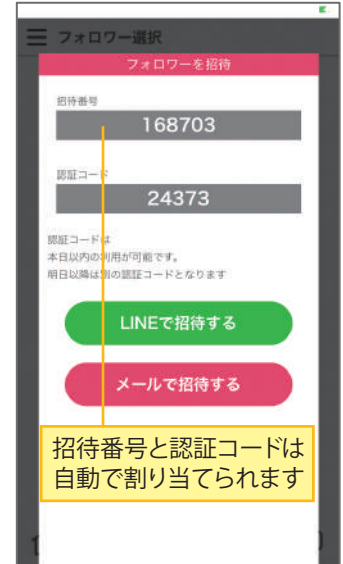 フォロワー選択
フォロワーを招待
招待番号
168703
認証コード
24373
認証コードは
本日以内の利用が可能です。
明日以降は別の認証コードとなります
LINEで招待する
メールで招待する
招待番号と認証コードは
自動で割り当てられます